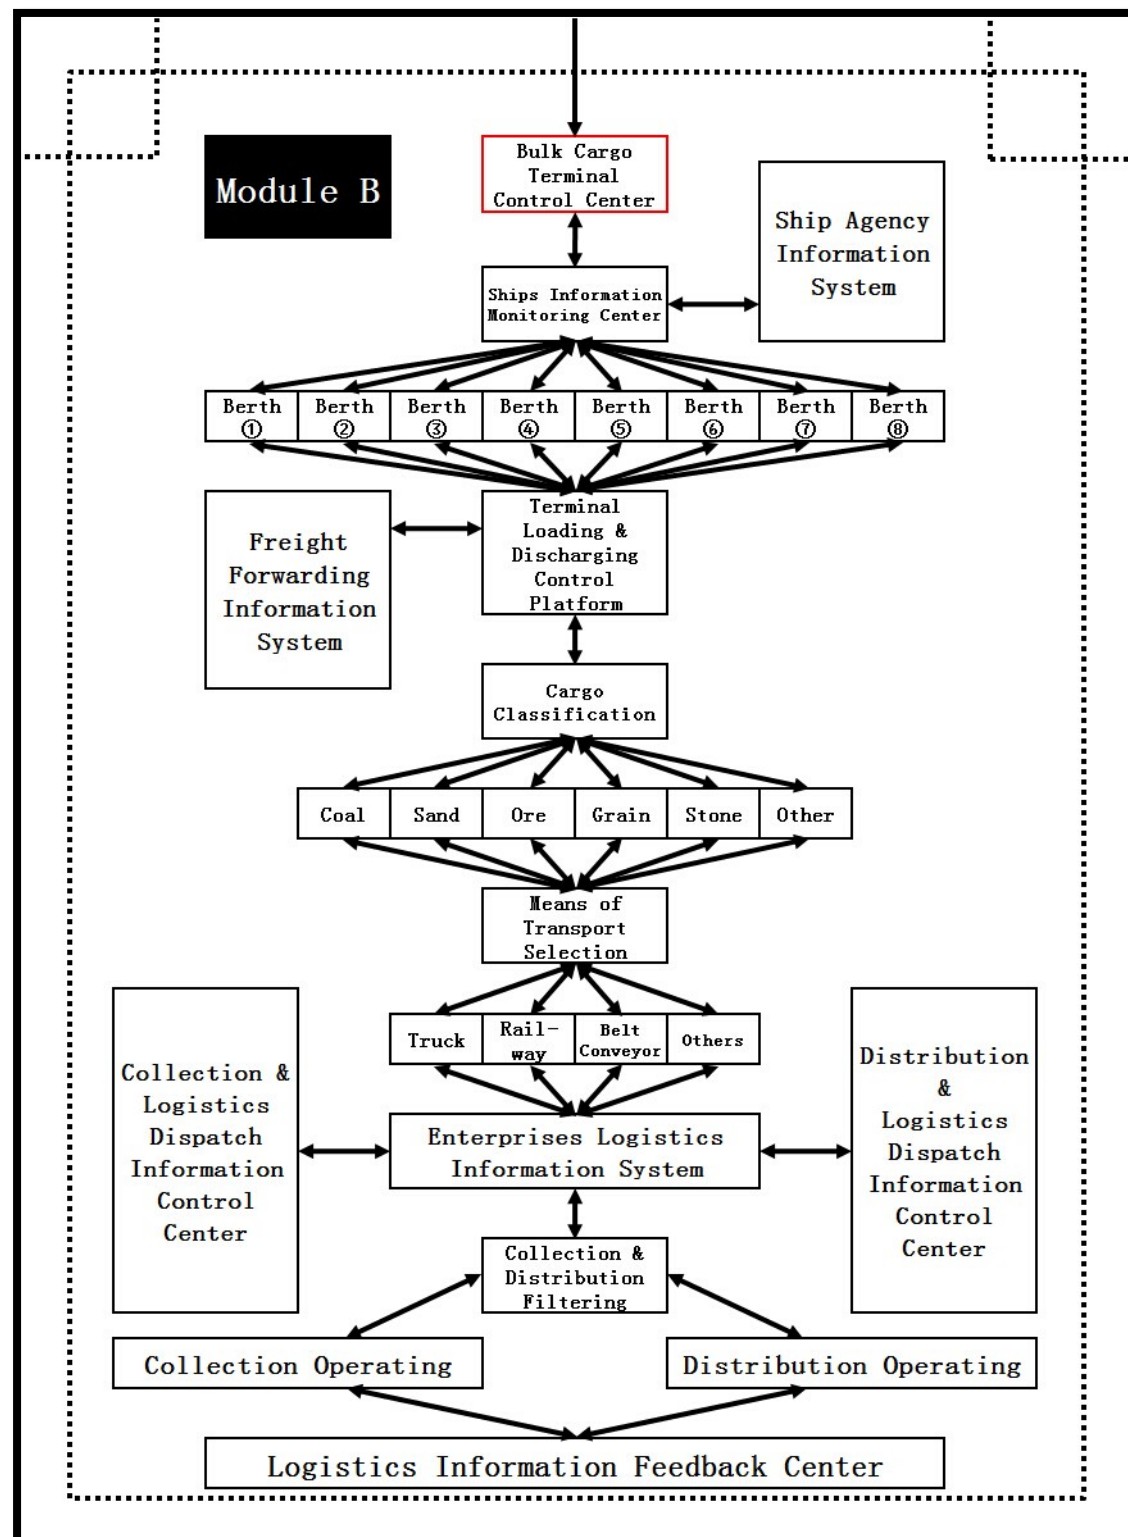 Module B
Bulk Cargo
Terminal
Control Center
Ship Agency
Information
System
Ships Information
Monitoring Center
Berth
①
Berth
②
Berth
③
Berth
④
Berth
⑤
Berth
⑥
Berth
⑦
Berth
⑧
Terminal
Loading &
Discharging
Control
Platform
Freight
Forwarding
Information
System
Cargo
Classification
Coal
Sand
Ore
Grain
Stone
Other
Means of
Transport
Selection
Truck
Rail-
way
Belt
Conveyor
Others
Collection &
Logistics
Dispatch
Information
Control
Center
Enterprises Logistics
Information System
Distribution
&
Logistics
Dispatch
Information
Control
Center
Collection &
Distribution
Filtering
Collection Operating
Distribution Operating
Logistics Information Feedback Center